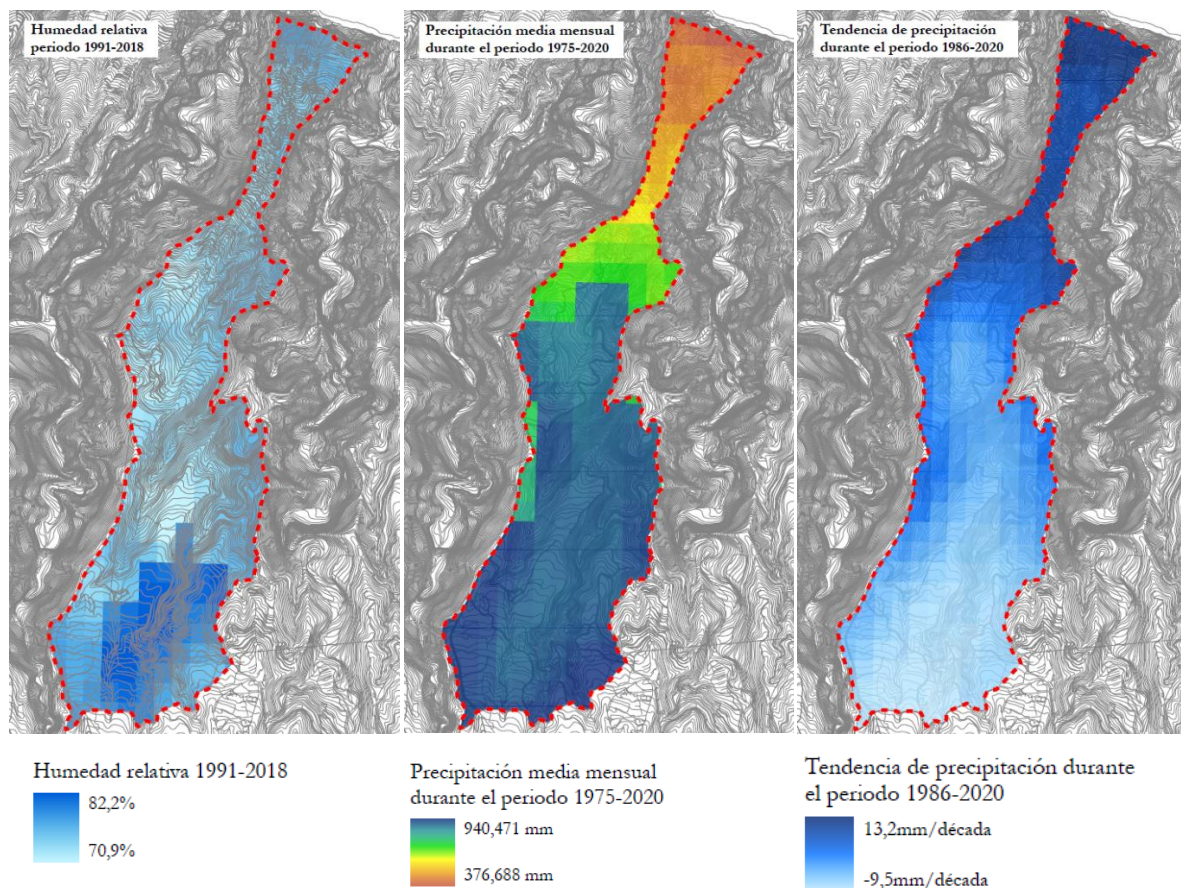 Humedad relativa
periodo 1991-2018
Precipitación media mensual
durante el periodo 1975-2020
Tendencia de precipitación
durante el periodo 1986-2020
Humedad relativa 1991-2018
82,2%
70,9%
Precipitación media mensual
durante el periodo 1975-2020
940,471 mm
376,688 mm
Tendencia de precipitación durante
el periodo 1986-2020
13,2mm/década
-9,5mm/década